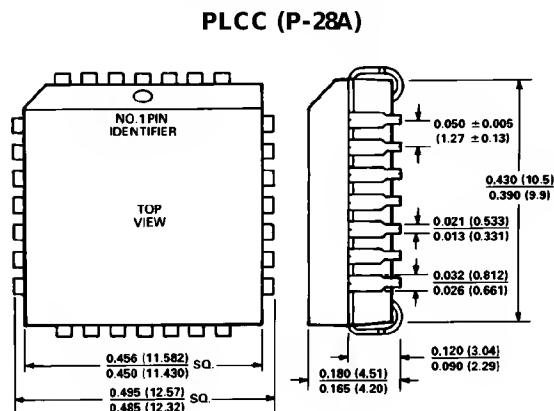 PLCC (P-28A)
NO. 1 PIN
IDENTIFIER
TOP
VIEW
0.050 ±0.005
(1.27 ±0.13)
0.430 (10.5)
0.390 (9.9)
0.021 (0.533)
0.013 (0.331)
0.032 (0.812)
0.026 (0.661)
0.120 (3.04)
0.090 (2.29)
0.180 (4.51)
0.165 (4.20)
0.456 (11.582) SQ.
0.450 (11.430)
0.495 (12.57) SQ.
0.485 (12.32)